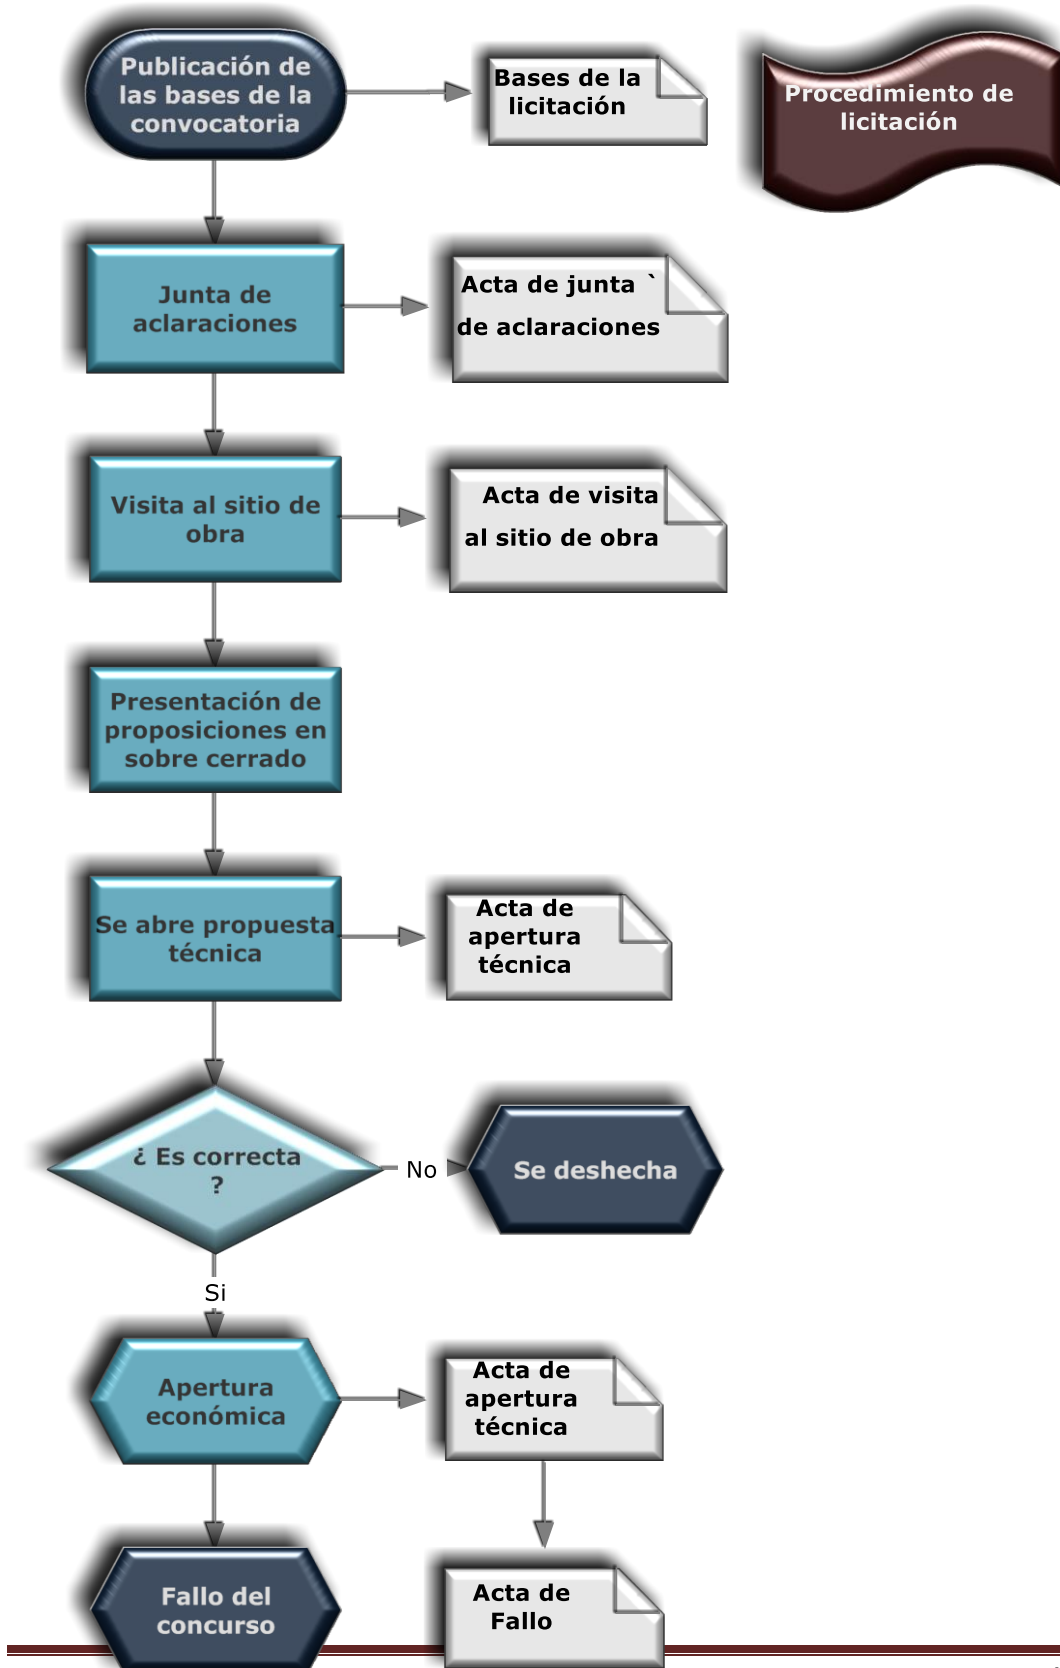 Publicación de
las bases de la
convocatoria
Bases de la
licitación
Procedimiento de
licitación
Junta de
aclaraciones
Acta de junta `
de aclaraciones
Visita al sitio de
obra
Acta de visita
al sitio de obra
Presentación de
proposiciones en
sobre cerrado
Se abre propuesta
técnica
Acta de
apertura
técnica
¿ Es correcta
?
No
Se deshecha
Si
Apertura
económica
Acta de
apertura
técnica
Fallo del
concurso
Acta de
Fallo